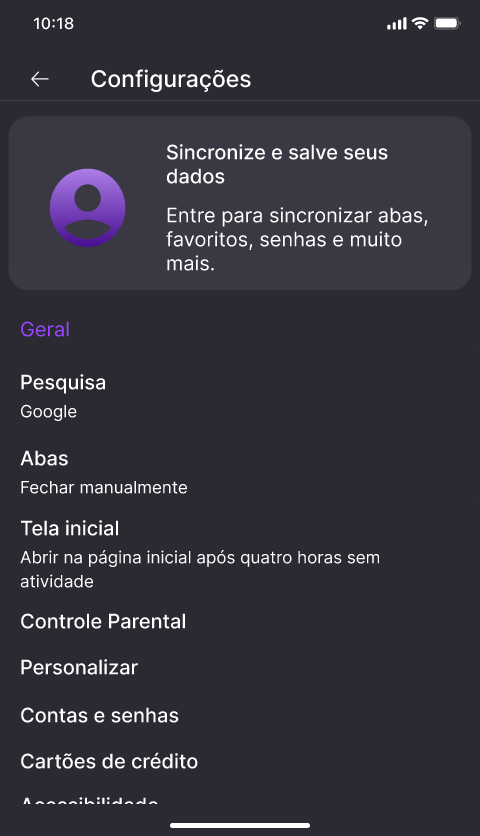 10:18
Configurações
Sincronize e salve seus
dados
Entre para sincronizar abas,
favoritos, senhas e muito
mais.
Geral
Pesquisa
Google
Abas
Fechar manualmente
Tela inicial
Abrir na página inicial após quatro horas sem
atividade
Controle Parental
Personalizar
Contas e senhas
Cartões de crédito
Acessibilidade